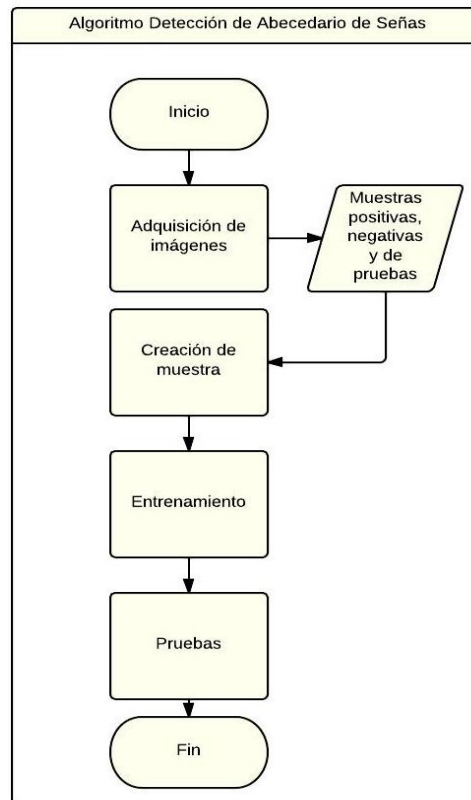 Algoritmo Detección de Abecedario de Señas
Inicio
Adquisición de
imágenes
Muestras
positivas,
negativas
y de
pruebas
Creación de
muestra
Entrenamiento
Pruebas
Fin